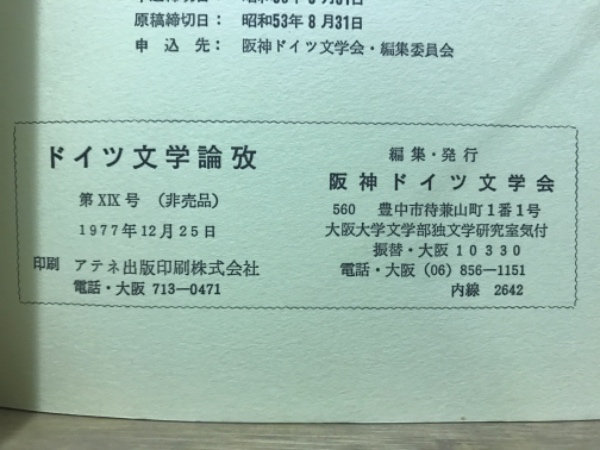 原稿締切日： 昭和53年8月31日
申込先： 阪神ドイツ文学会・編集委員会
ドイツ文学論攷
第XIX号 （非売品）
1977年12月25日
印刷 アテネ出版印刷株式会社
電話・大阪 713—0471
編集・発行
阪神ドイツ文学会
560 豊中市待兼山町1番1号
大阪大学文学部独文学研究室気付
振替・大阪 10330
電話・大阪 (06) 856—1151
内線 2642